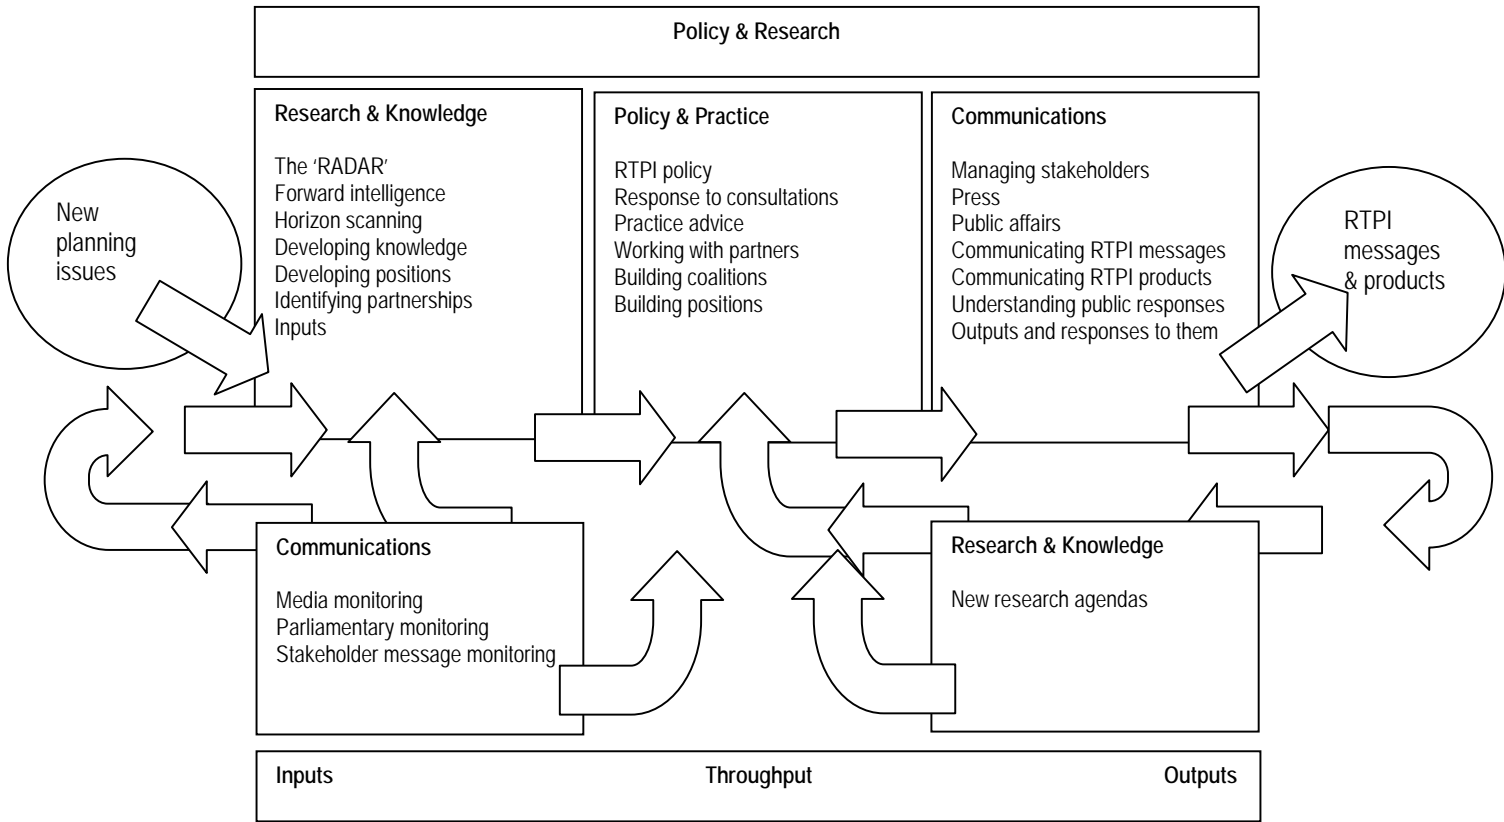 Policy & Research
New
planning
issues
Research & Knowledge
The ‘RADAR’
Forward intelligence
Horizon scanning
Developing knowledge
Developing positions
Identifying partnerships
Inputs
Policy & Practice
RTPI policy
Response to consultations
Practice advice
Working with partners
Building coalitions
Building positions
Communications
Managing stakeholders
Press
Public affairs
Communicating RTPI messages
Communicating RTPI products
Understanding public responses
Outputs and responses to them
RTPI
messages
& products
Communications
Media monitoring
Parliamentary monitoring
Stakeholder message monitoring
Research & Knowledge
New research agendas
Inputs Throughput Outputs